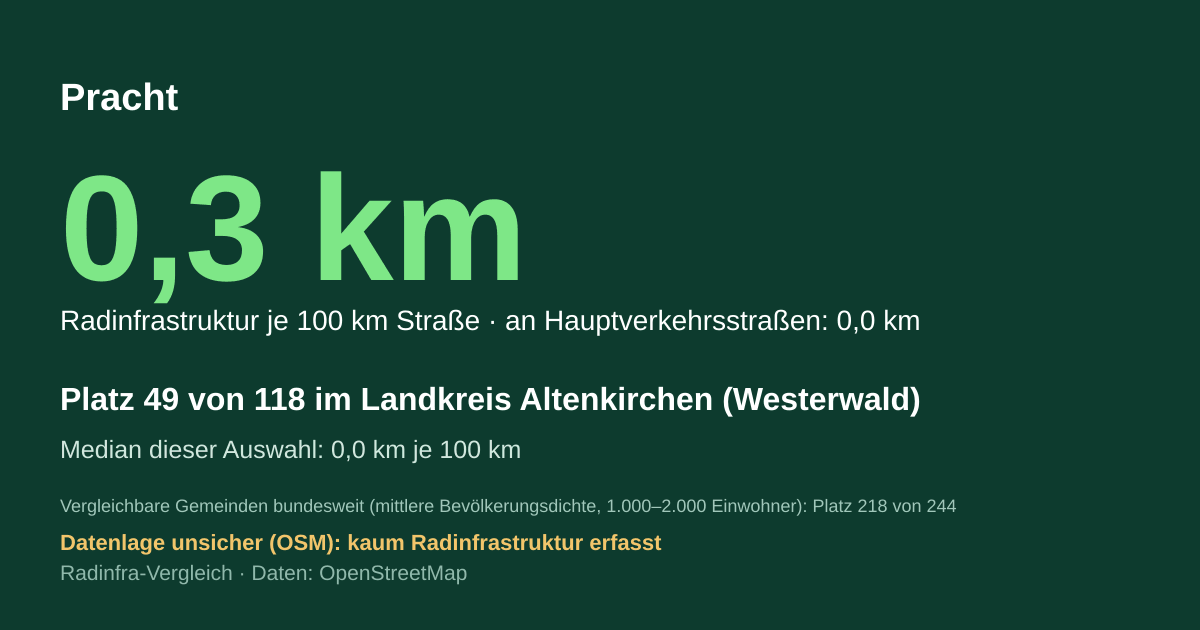 Pracht
0,3 km
Radinfrastruktur je 100 km Straße · an Hauptverkehrsstraßen: 0,0 km
Platz 49 von 118 im Landkreis Altenkirchen (Westerwald)
Median dieser Auswahl: 0,0 km je 100 km
Vergleichbare Gemeinden bundesweit (mittlere Bevölkerungsdichte, 1.000–2.000 Einwohner): Platz 218 von 244
Datenlage unsicher (OSM): kaum Radinfrastruktur erfasst
Radinfra-Vergleich · Daten: OpenStreetMap